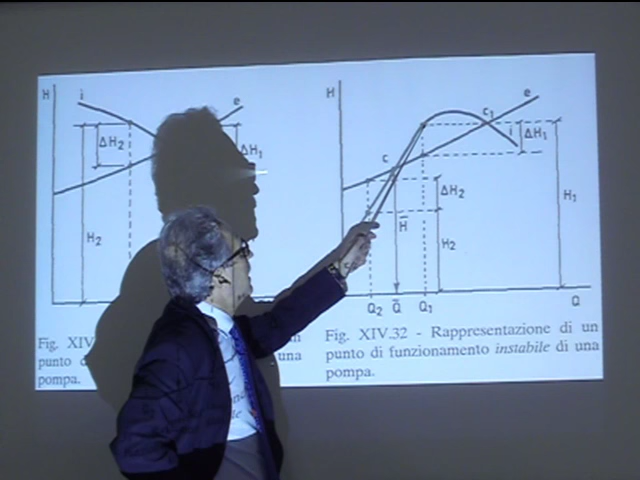 H
i
e
ΔH2
ΔH1
H2
Fig. XIV
punto
pompa.
una
H
e
c1
i
ΔH1
c
ΔH2
H
H2
H1
Q2 Q Q1
Q
Fig. XIV.32 - Rappresentazione di un
punto di funzionamento instabile di una
pompa.